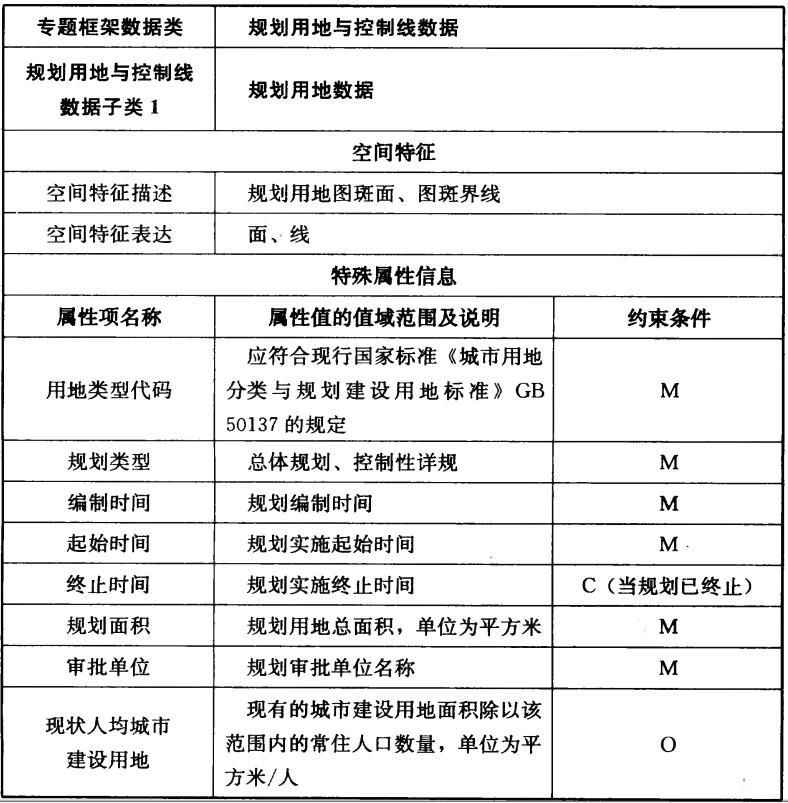 专题框架数据类 规划用地与控制线数据
规划用地与控制线
数据子类 1 规划用地数据
空间特征
空间特征描述 规划用地图斑面、图斑界线
空间特征表达 面、线
特殊属性信息
属性项名称 属性值的值域范围及说明 约束条件
用地类型代码 应符合现行国家标准《城市用地
分类与规划建设用地标准》GB
50137 的规定 M
规划类型 总体规划、控制性详规 M
编制时间 规划编制时间 M
起始时间 规划实施起始时间 M
终止时间 规划实施终止时间 C（当规划已终止）
规划面积 规划用地总面积，单位为平方米 M
审批单位 规划审批单位名称 M
现状人均城市
建设用地 现有的城市建设用地面积除以该
范围内的常住人口数量，单位为平
方米/人 O